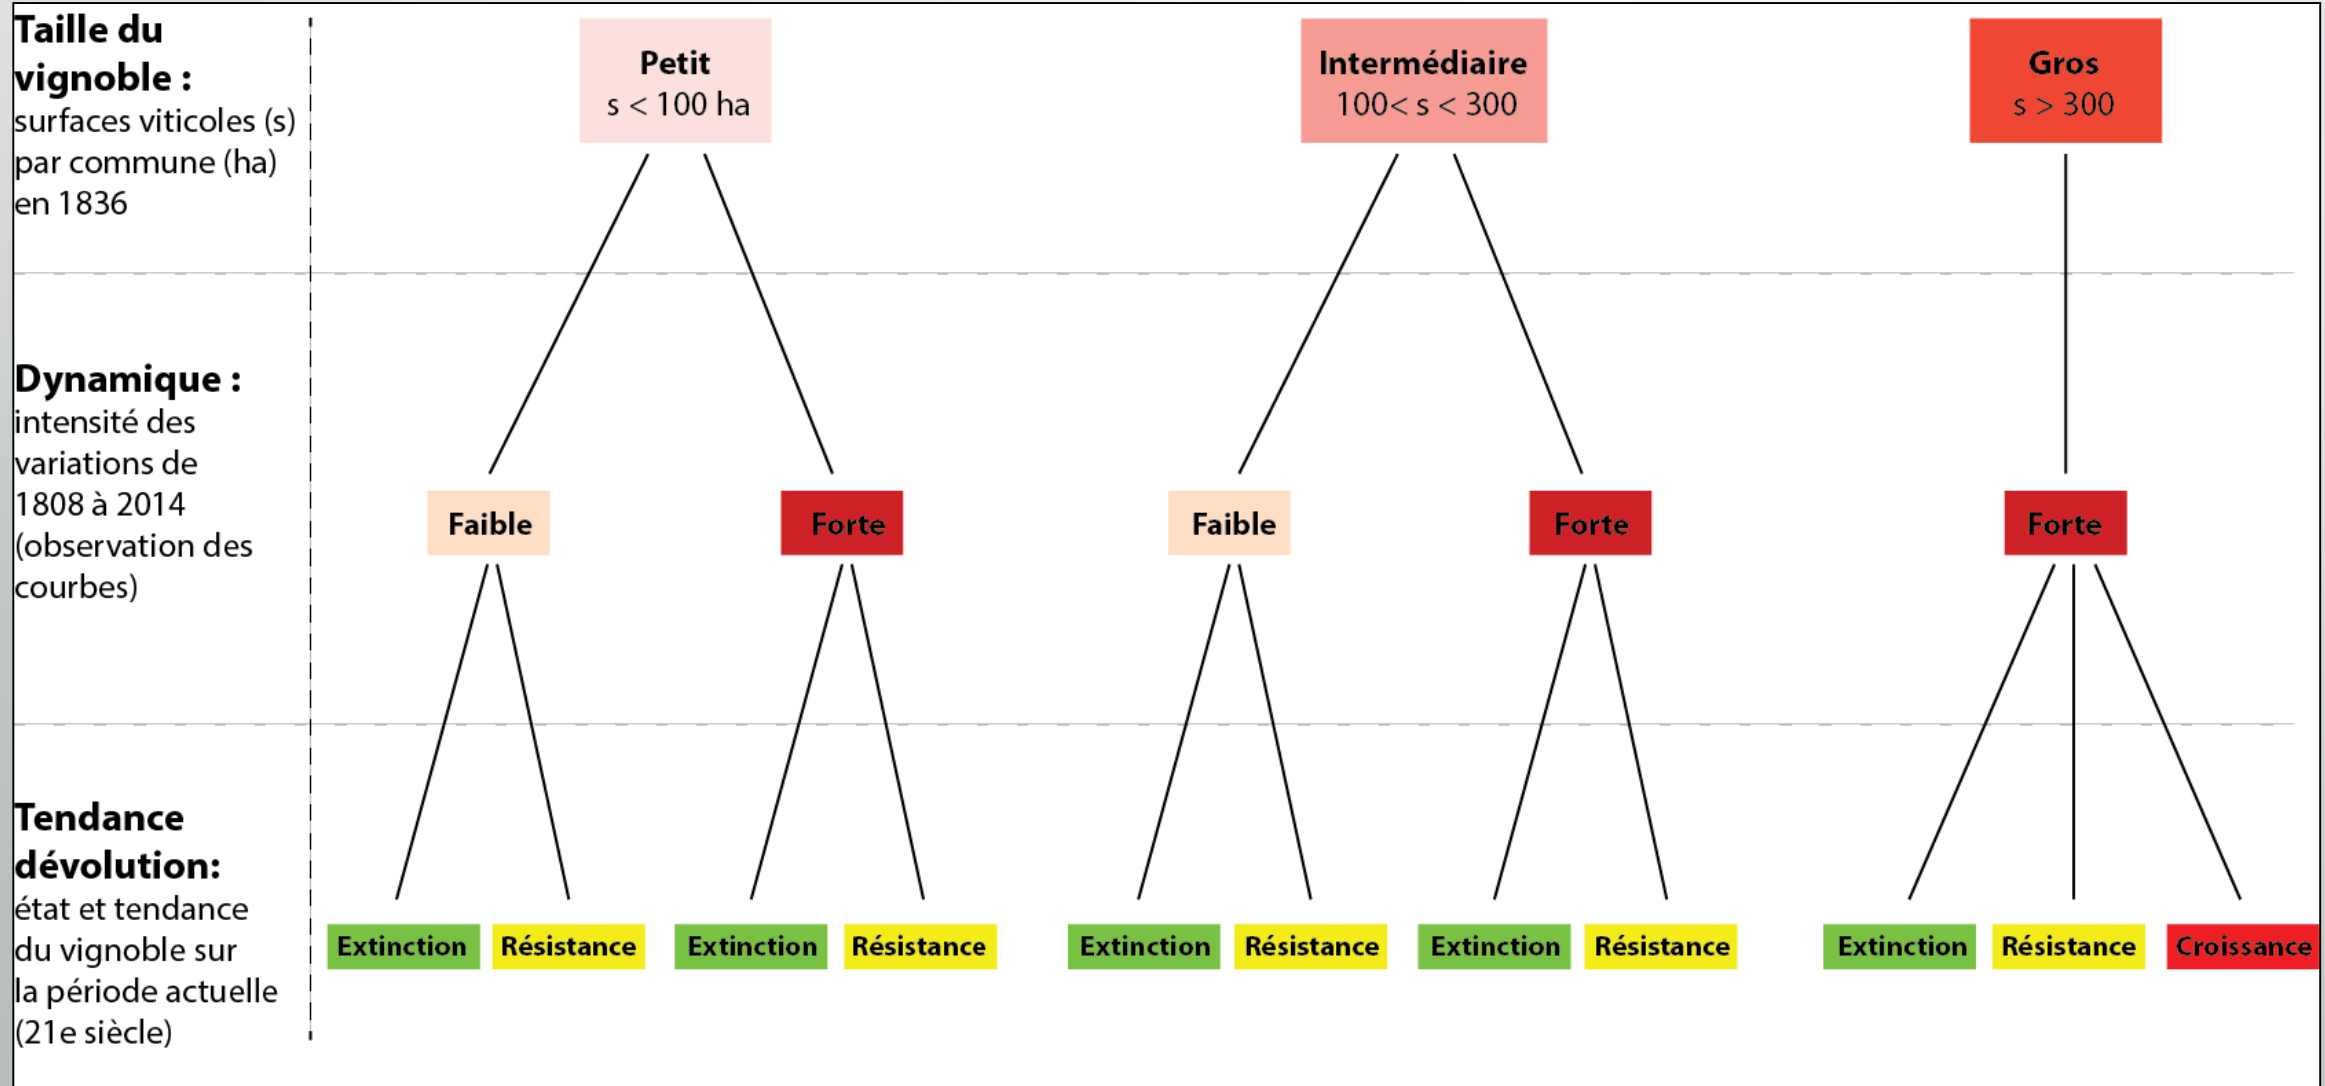 Taille du
vignoble :
surfaces viticoles (s)
par commune (ha)
en 1836
Petit
s < 100 ha
Intermédiaire
100< s < 300
Gros
s > 300
Dynamique :
intensité des
variations de
1808 à 2014
(observation des
courbes)
Faible
Forte
Faible
Forte
Forte
Tendance
dévolution:
état et tendance
du vignoble sur
la période actuelle
(21e siècle)
Extinction
Résistance
Extinction
Résistance
Extinction
Résistance
Extinction
Résistance
Extinction
Résistance
Croissance